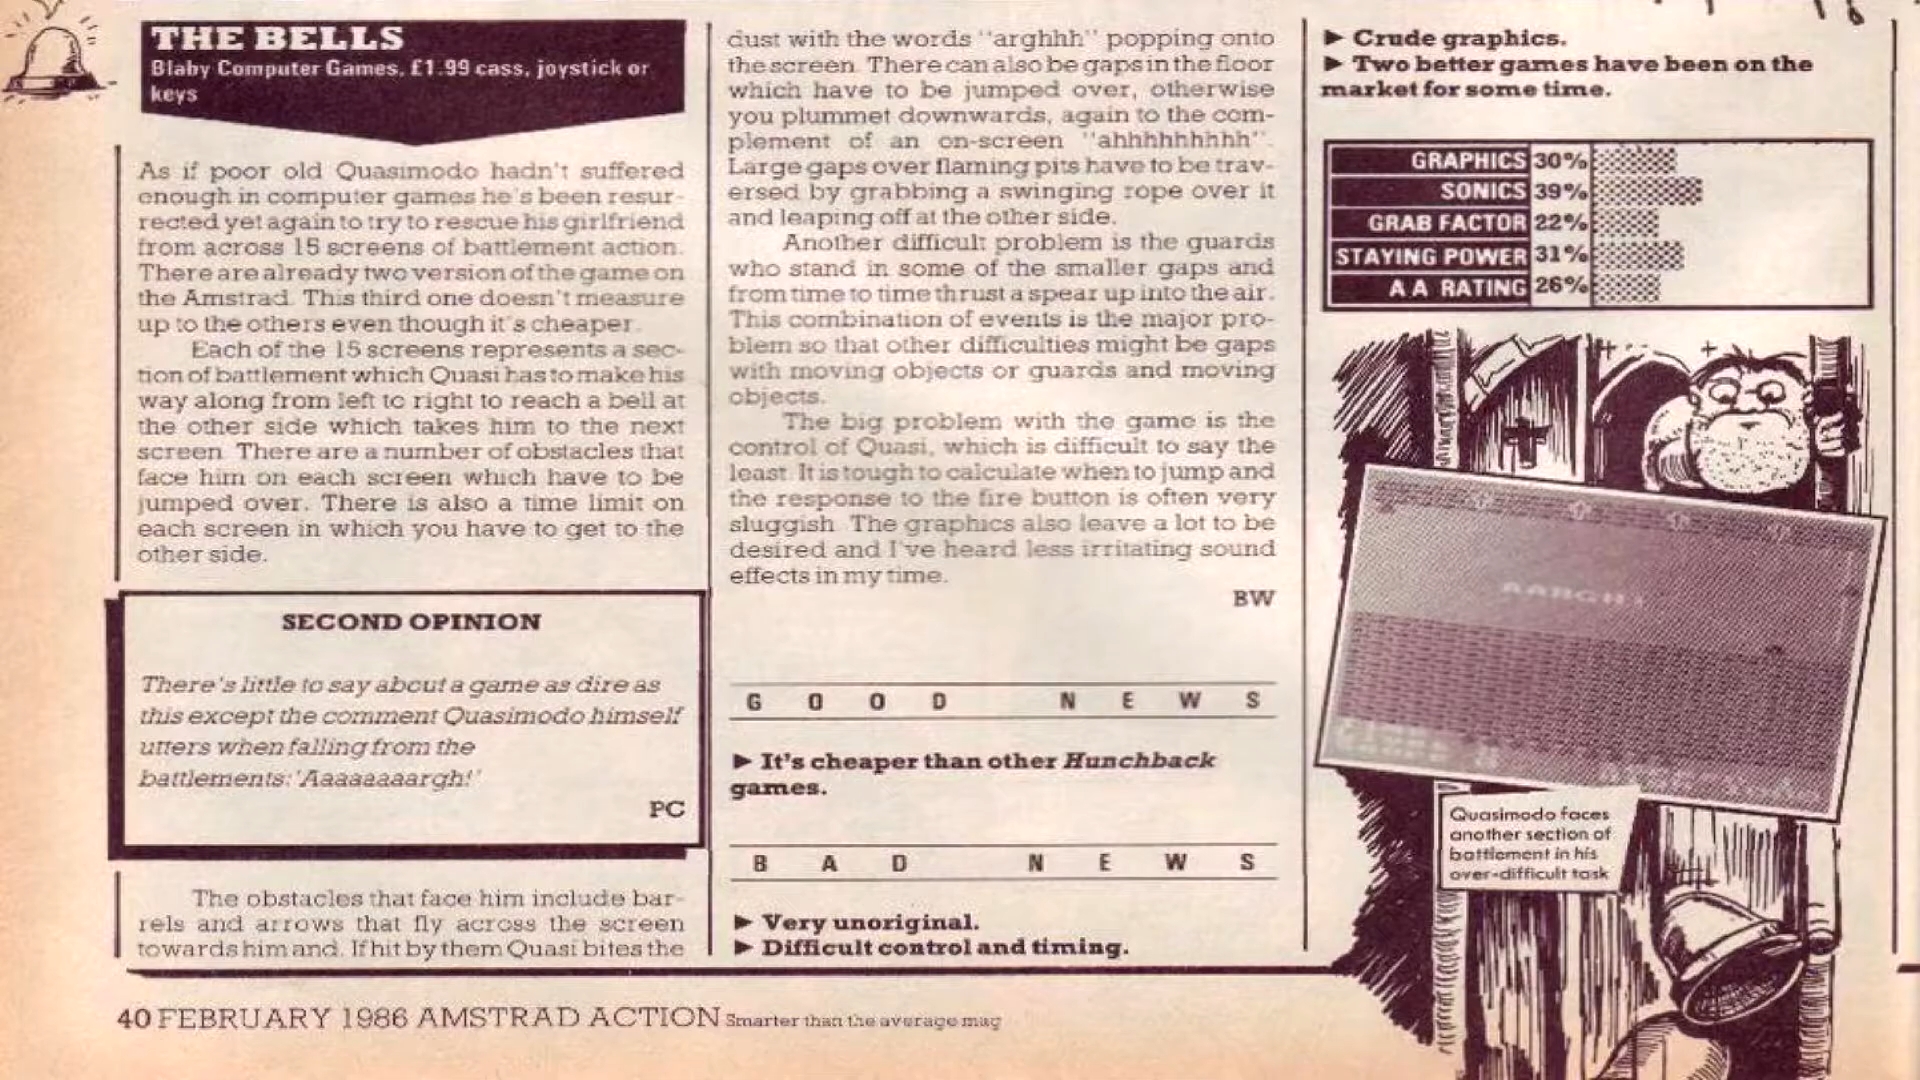 THE BELLS
Blaby Computer Games, £1.99 cass, joystick or
keys
As if poor old Quasimodo hadn't suffered
enough in computer games he's been resur-
rected yet again to try to rescue his girlfriend
from across 15 screens of battlement action.
There are already two version of the game on
the Amstrad. This third one doesn't measure
up to the others even though it's cheaper.
Each of the 15 screens represents a sec-
tion of battlement which Quasi has to make his
way along from left to right to reach a bell at
the other side which takes him to the next
screen. There are a number of obstacles that
face him on each screen which have to be
jumped over. There is also a time limit on
each screen in which you have to get to the
other side.
SECOND OPINION
There's little to say about a game as dire as
this except the comment Quasimodo himself
utters when falling from the
battlements: 'Aaaaaaaargh!'
PC
The obstacles that face him include bar-
rels and arrows that fly across the screen
towards him and. If hit by them Quasi bites the
dust with the words "arghhh" popping onto
the screen. There can also be gaps in the floor
which have to be jumped over, otherwise
you plummet downwards, again to the com-
plement of an on-screen "ahhhhhhhhh".
Large gaps over flaming pits have to be trav-
ersed by grabbing a swinging rope over it
and leaping off at the other side.
Another difficult problem is the guards
who stand in some of the smaller gaps and
from time to time thrust a spear up into the air.
This combination of events is the major pro-
blem so that other difficulties might be gaps
with moving objects or guards and moving
objects.
The big problem with the game is the
control of Quasi, which is difficult to say the
least. It is tough to calculate when to jump and
the response to the fire button is often very
sluggish. The graphics also leave a lot to be
desired and I've heard less irritating sound
effects in my time.
BW
GOOD NEWS
► It's cheaper than other Hunchback
games.
BAD NEWS
► Very unoriginal.
► Difficult control and timing.
► Crude graphics.
► Two better games have been on the
market for some time.
GRAPHICS 30%
SONICS 39%
GRAB FACTOR 22%
STAYING POWER 31%
AA RATING 26%
AARGH!
Quasimodo faces
another section of
battlement in his
over-difficult task
40 FEBRUARY 1986 AMSTRAD ACTION Smarter than the average mag